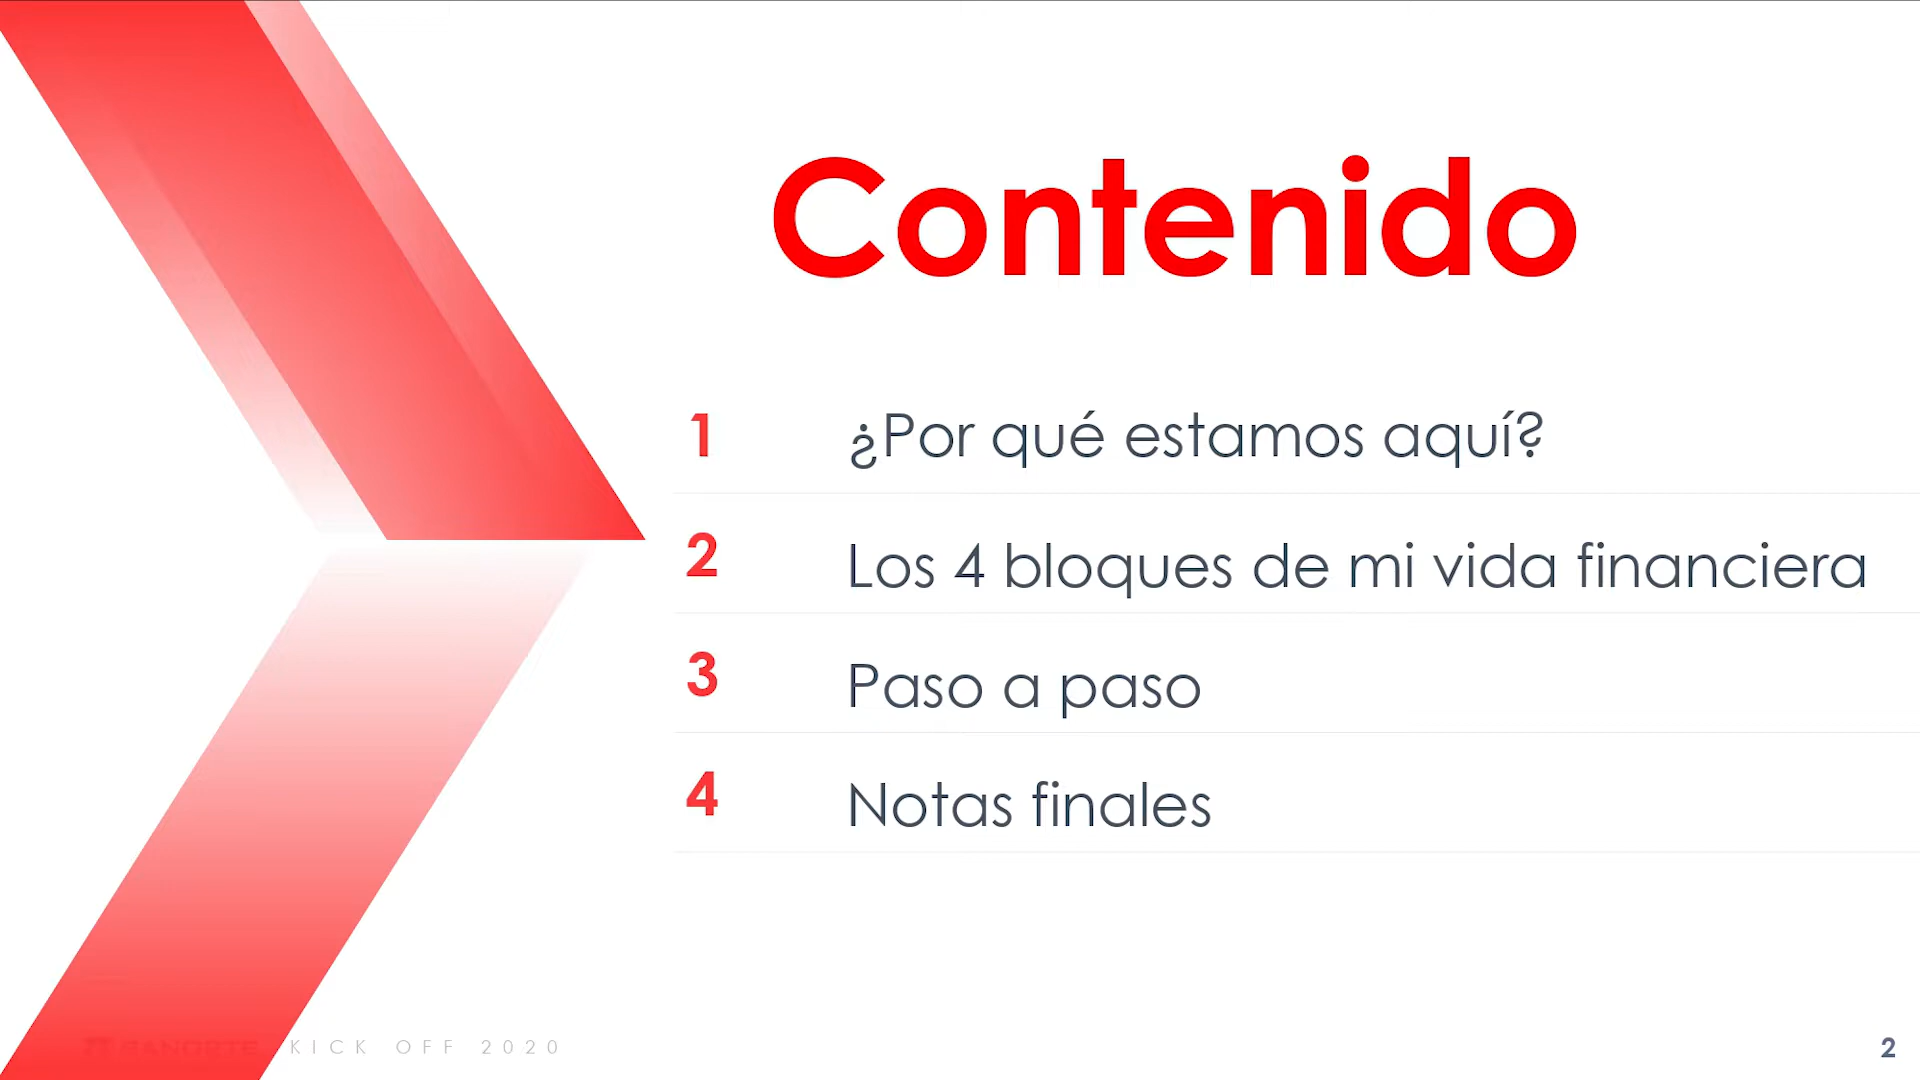 Contenido
1 ¿Por qué estamos aquí?
2 Los 4 bloques de mi vida financiera
3 Paso a paso
4 Notas finales
BANORTE KICK OFF 2020
2